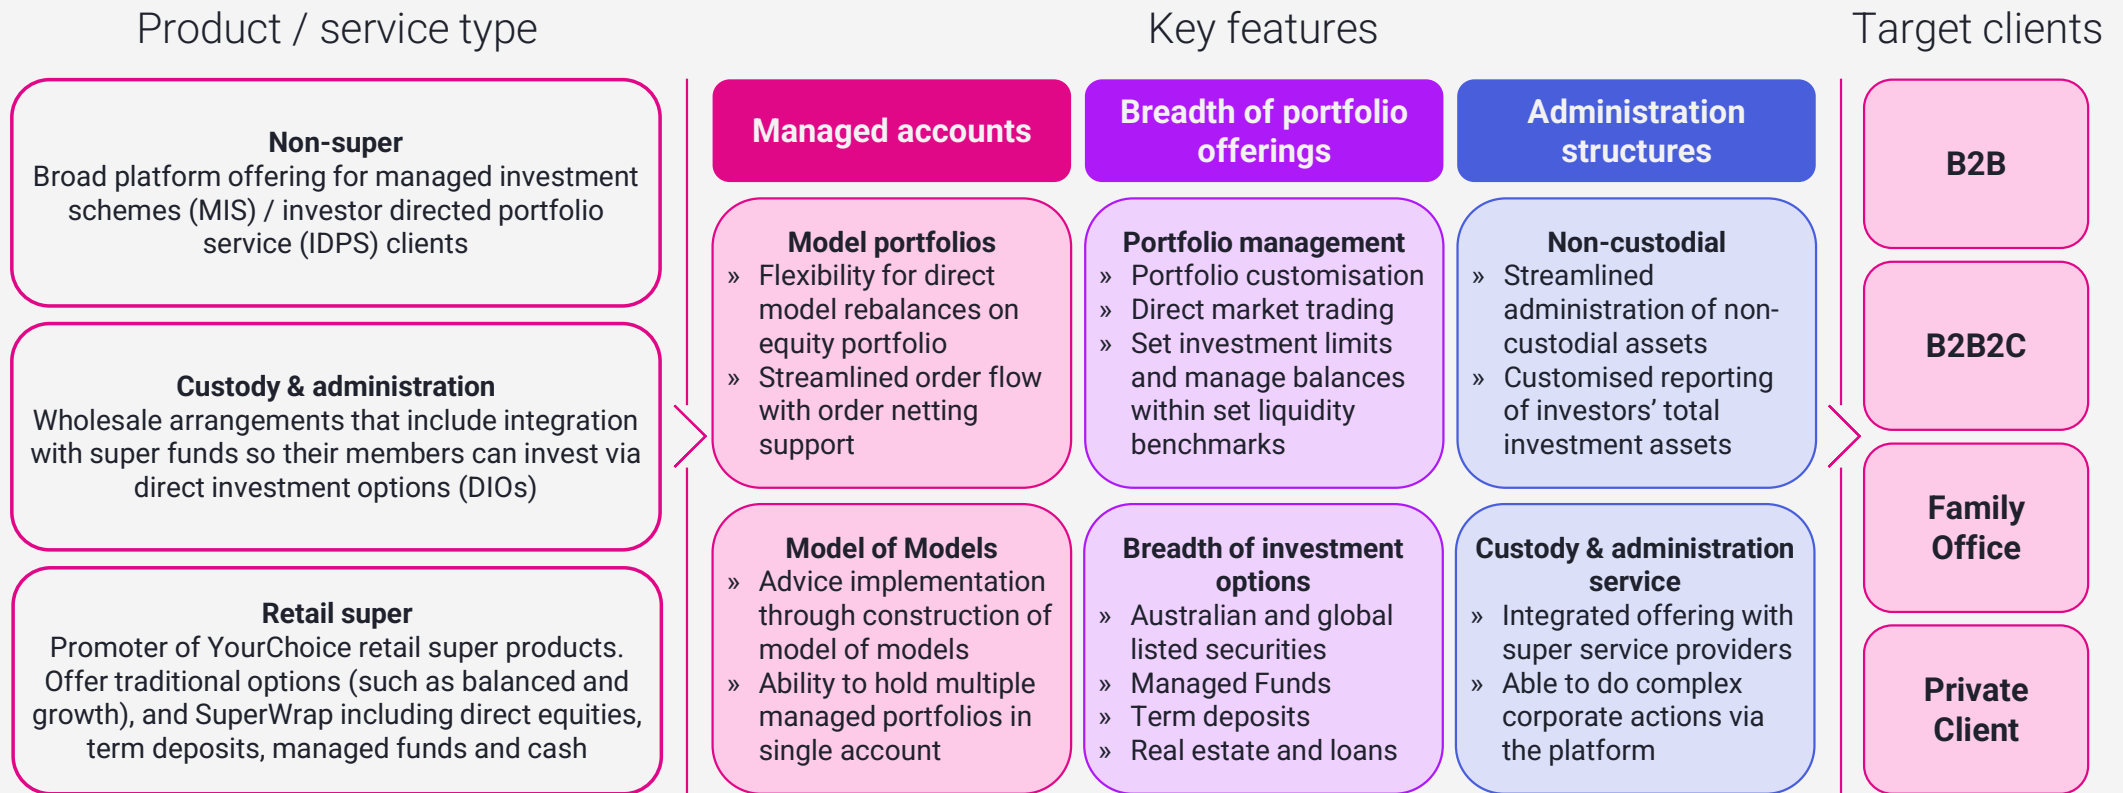 Product / service type
Key features
Target clients
Non-super
Broad platform offering for managed investment
schemes (MIS) / investor directed portfolio
service (IDPS) clients
Custody & administration
Wholesale arrangements that include integration
with super funds so their members can invest via
direct investment options (DIOs)
Retail super
Promoter of YourChoice retail super products.
Offer traditional options (such as balanced and
growth), and SuperWrap including direct equities,
term deposits, managed funds and cash
Managed accounts
Model portfolios
» Flexibility for direct
model rebalances on
equity portfolio
» Streamlined order flow
with order netting
support
Model of Models
» Advice implementation
through construction of
model of models
» Ability to hold multiple
managed portfolios in
single account
Breadth of portfolio
offerings
Portfolio management
» Portfolio customisation
» Direct market trading
» Set investment limits
and manage balances
within set liquidity
benchmarks
Breadth of investment
options
» Australian and global
listed securities
» Managed Funds
» Term deposits
» Real estate and loans
Administration
structures
Non-custodial
» Streamlined
administration of non-
custodial assets
» Customised reporting
of investors’ total
investment assets
Custody & administration
service
» Integrated offering with
super service providers
» Able to do complex
corporate actions via
the platform
B2B
B2B2C
Family
Office
Private
Client